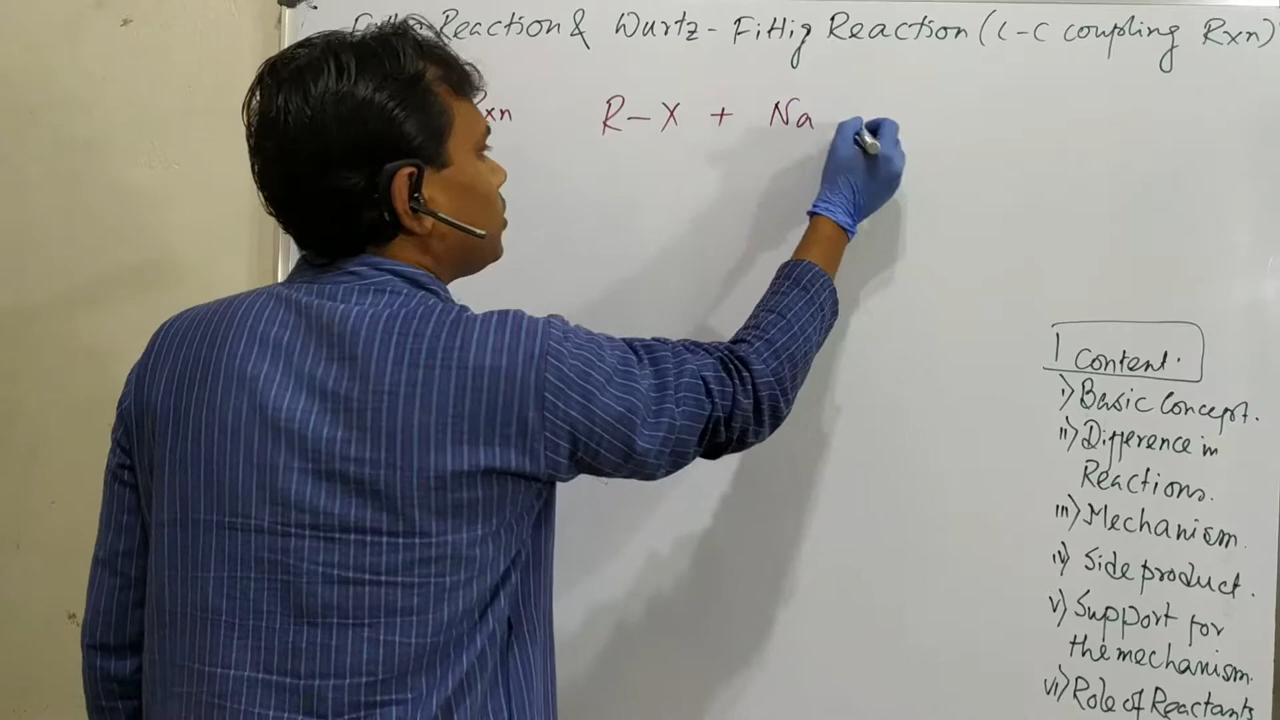 Reaction & Wurtz-Fittig Reaction (C-C coupling Rxn)
Rxn R-X + Na
Content.
i) Basic Concept.
ii) Difference in
Reactions.
iii) Mechanism.
iv) Side product.
v) Support for
the mechanism.
vi) Role of Reactants